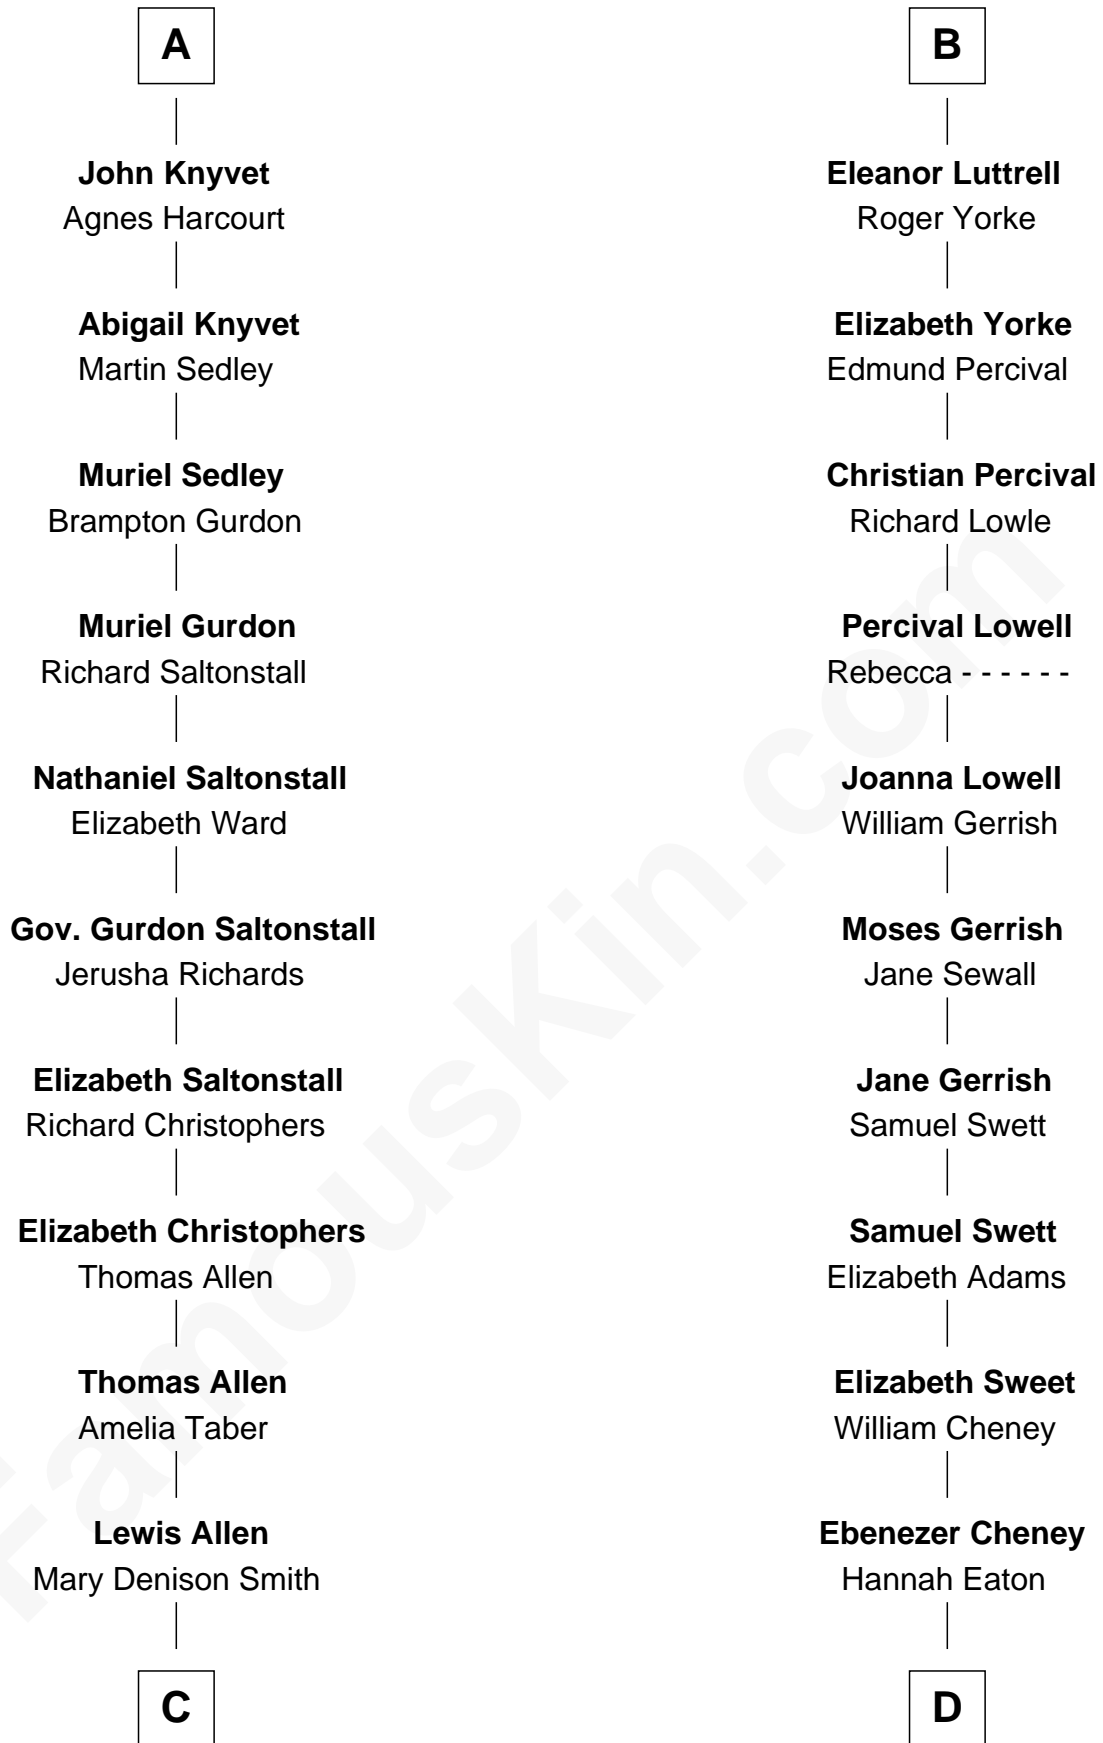 A
John Knyvet
Agnes Harcourt
Abigail Knyvet
Martin Sedley
Muriel Sedley
Brampton Gurdon
Muriel Gurdon
Richard Saltonstall
Nathaniel Saltonstall
Elizabeth Ward
Gov. Gurdon Saltonstall
Jerusha Richards
Elizabeth Saltonstall
Richard Christophers
Elizabeth Christophers
Thomas Allen
Thomas Allen
Amelia Taber
Lewis Allen
Mary Denison Smith
C
B
Eleanor Luttrell
Roger Yorke
Elizabeth Yorke
Edmund Percival
Christian Percival
Richard Lowle
Percival Lowell
Rebecca - - - - - -
Joanna Lowell
William Gerrish
Moses Gerrish
Jane Sewall
Jane Gerrish
Samuel Swett
Samuel Swett
Elizabeth Adams
Elizabeth Sweet
William Cheney
Ebenezer Cheney
Hannah Eaton
D
FamousKin.com